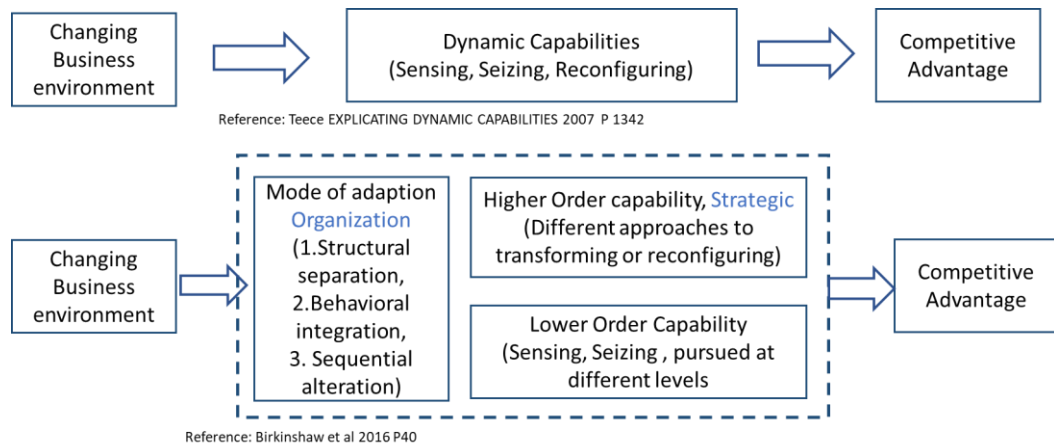 Changing
Business
environment
Dynamic Capabilities
(Sensing, Seizing, Reconfiguring)
Competitive
Advantage
Reference: Teece EXPLICATING DYNAMIC CAPABILITIES 2007 P 1342
Changing
Business
environment
Mode of adaption
Organization
(1.Structural
separation,
2.Behavioral
integration,
3. Sequential
alteration)
Higher Order capability, Strategic
(Different approaches to
transforming or reconfiguring)
Lower Order Capability
(Sensing, Seizing , pursued at
different levels
Competitive
Advantage
Reference: Birkinshaw et al 2016 P40